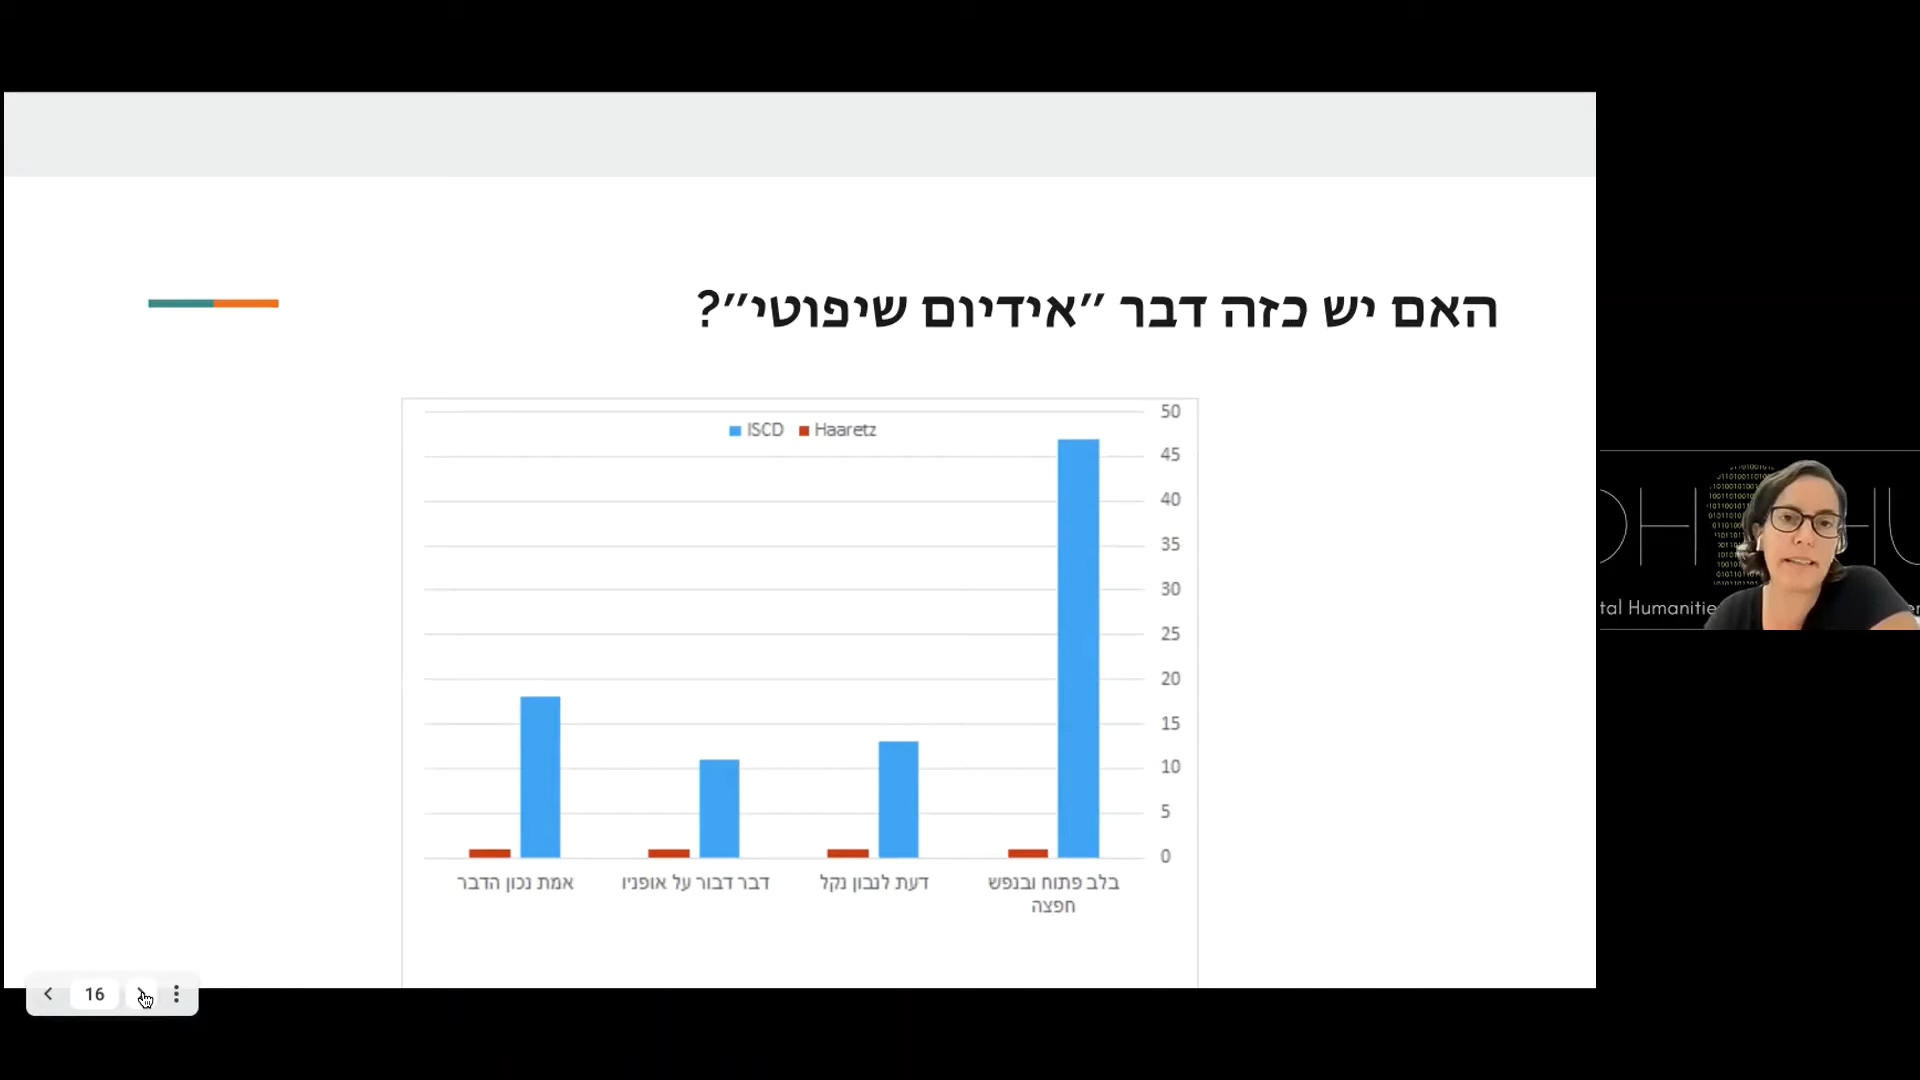 האם יש כזה דבר ״אידיום שיפוטי״?
ISCD Haaretz
50
45
40
35
30
25
20
15
10
5
0
בלב פתוח ובנפש
חפצה
דעת לנבון נקל
דבר דבור על אופניו
אמת נכון הדבר
16
tal Humanitie